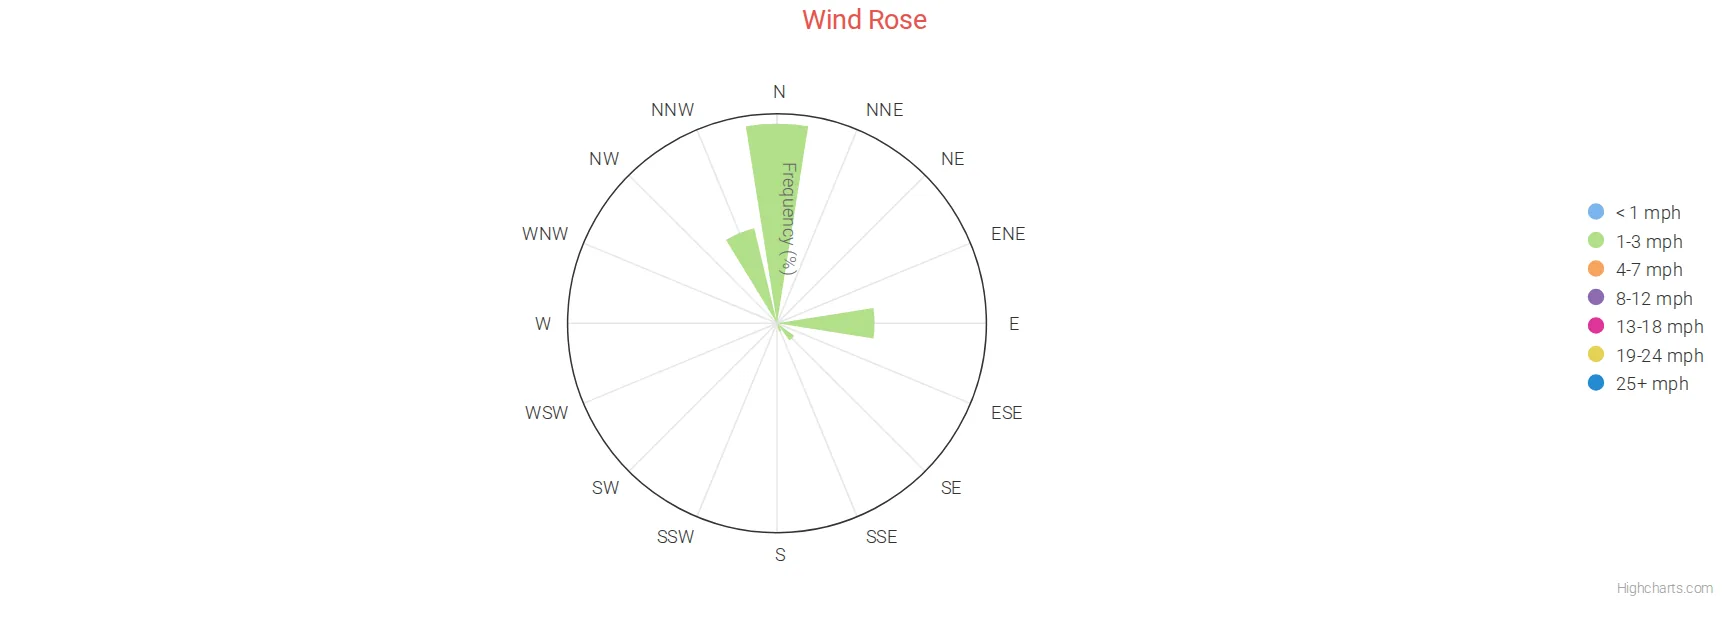 Wind Rose
N
NNE
NE
ENE
E
ESE
SE
SSE
S
SSW
SW
WSW
W
WNW
NW
NNW
Frequency (%)
< 1 mph
1-3 mph
4-7 mph
8-12 mph
13-18 mph
19-24 mph
25+ mph
Highcharts.com